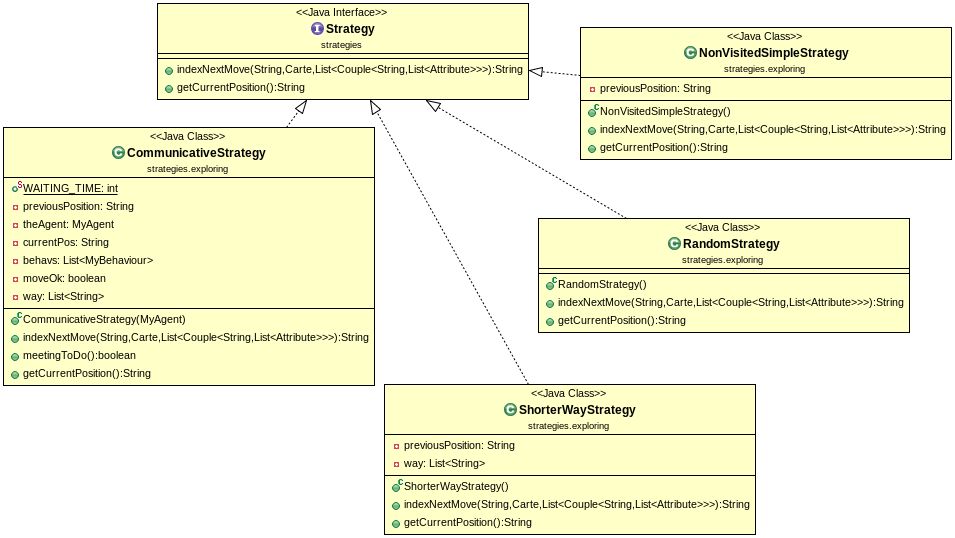 <<Java Interface>>
Strategy
strategies
indexNextMove(String,Carte,List<Couple<String,List<Attribute>>>):String
getCurrentPosition():String
<<Java Class>>
NonVisitedSimpleStrategy
strategies.exploring
previousPosition: String
NonVisitedSimpleStrategy()
indexNextMove(String,Carte,List<Couple<String,List<Attribute>>>):String
getCurrentPosition():String
<<Java Class>>
CommunicativeStrategy
strategies.exploring
WAITING_TIME: int
previousPosition: String
theAgent: MyAgent
currentPos: String
behavs: List<MyBehaviour>
moveOk: boolean
way: List<String>
CommunicativeStrategy(MyAgent)
indexNextMove(String,Carte,List<Couple<String,List<Attribute>>>):String
meetingToDo():boolean
getCurrentPosition():String
<<Java Class>>
RandomStrategy
strategies.exploring
RandomStrategy()
indexNextMove(String,Carte,List<Couple<String,List<Attribute>>>):String
getCurrentPosition():String
<<Java Class>>
ShorterWayStrategy
strategies.exploring
previousPosition: String
way: List<String>
ShorterWayStrategy()
indexNextMove(String,Carte,List<Couple<String,List<Attribute>>>):String
getCurrentPosition():String